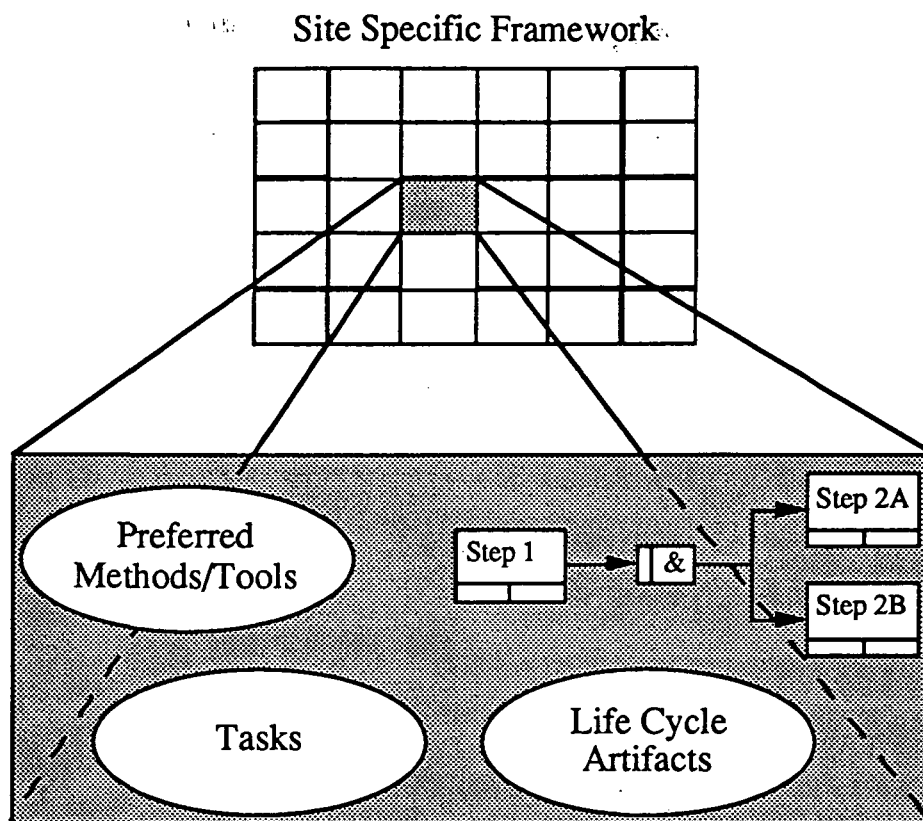 Site Specific Framework
Preferred
Methods/Tools
Step 1
&
Step 2A
Step 2B
Tasks
Life Cycle
Artifacts